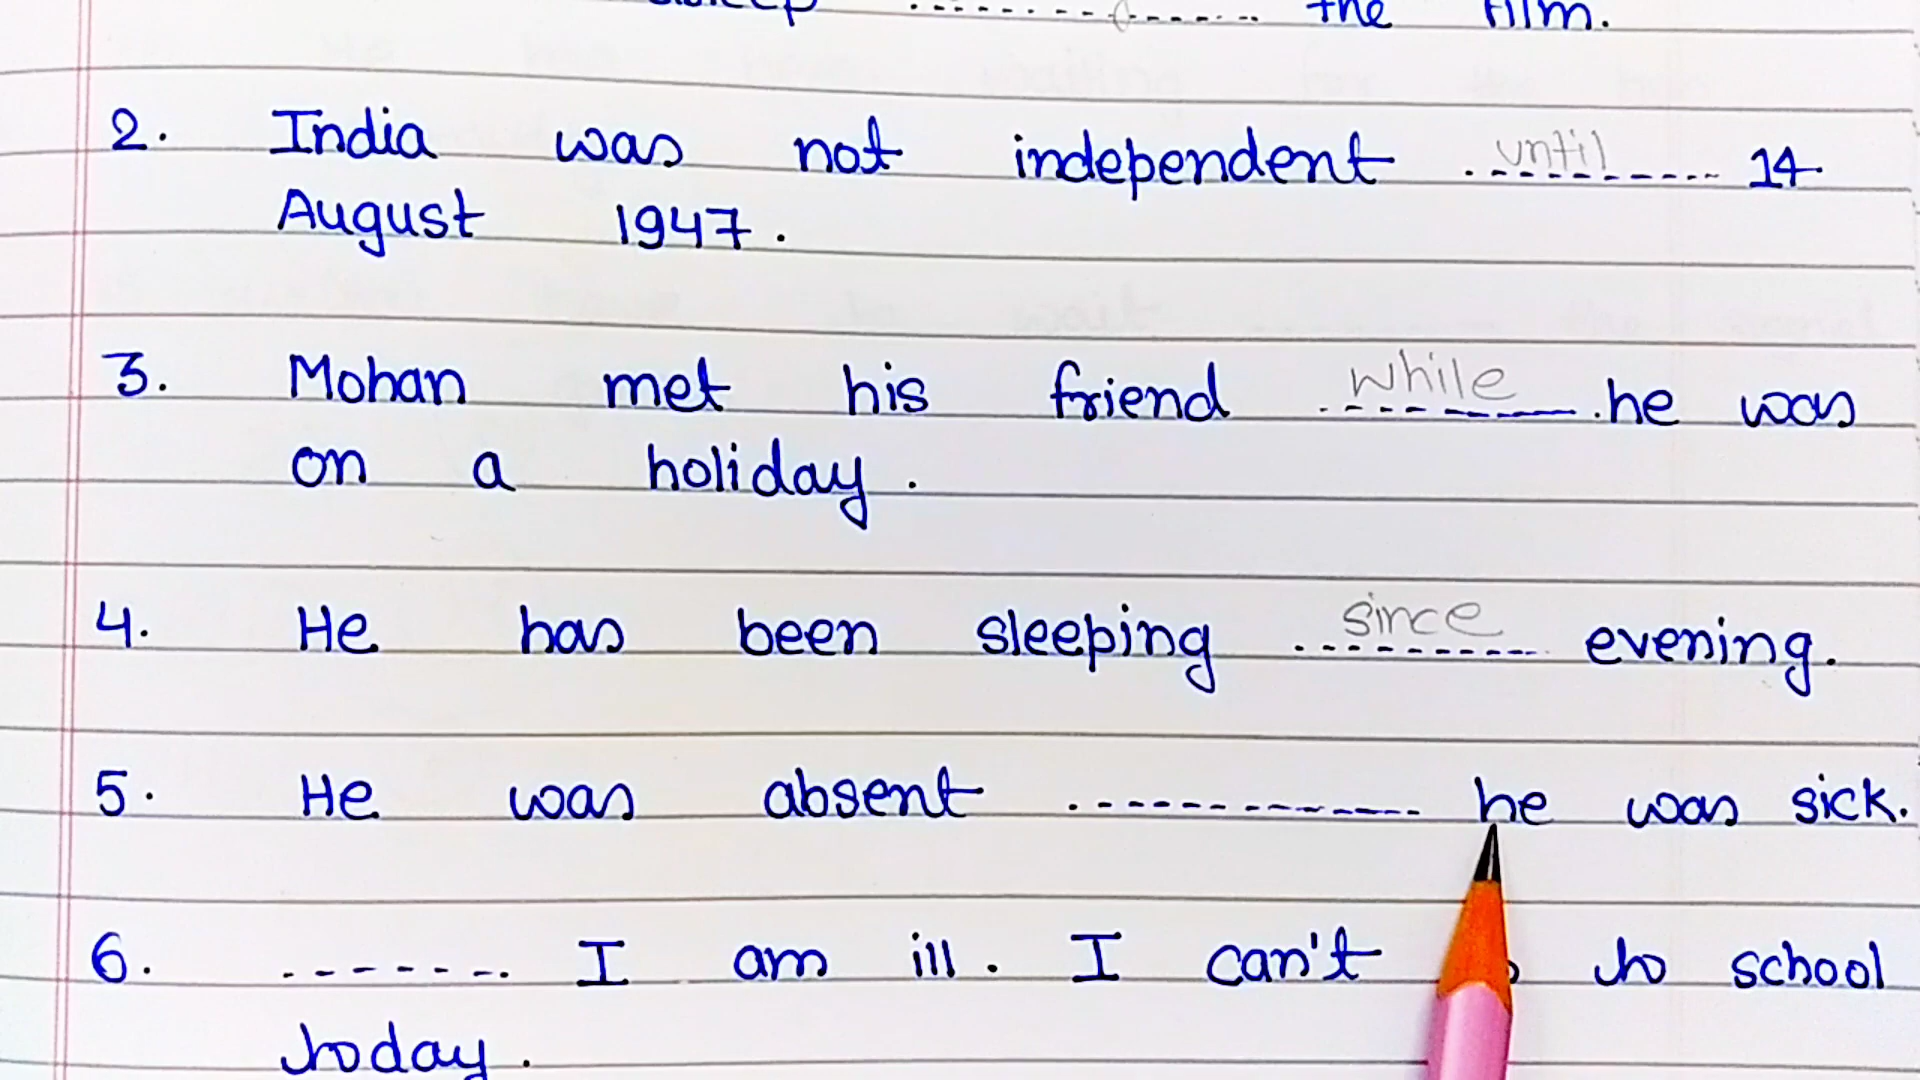 the film.
2. India was not independent until 14
August 1947.
3. Mohan met his friend while he was
on a holiday.
4. He has been sleeping since evening.
5. He was absent .............. he was sick.
6. ........ I am ill. I can't to school
today.